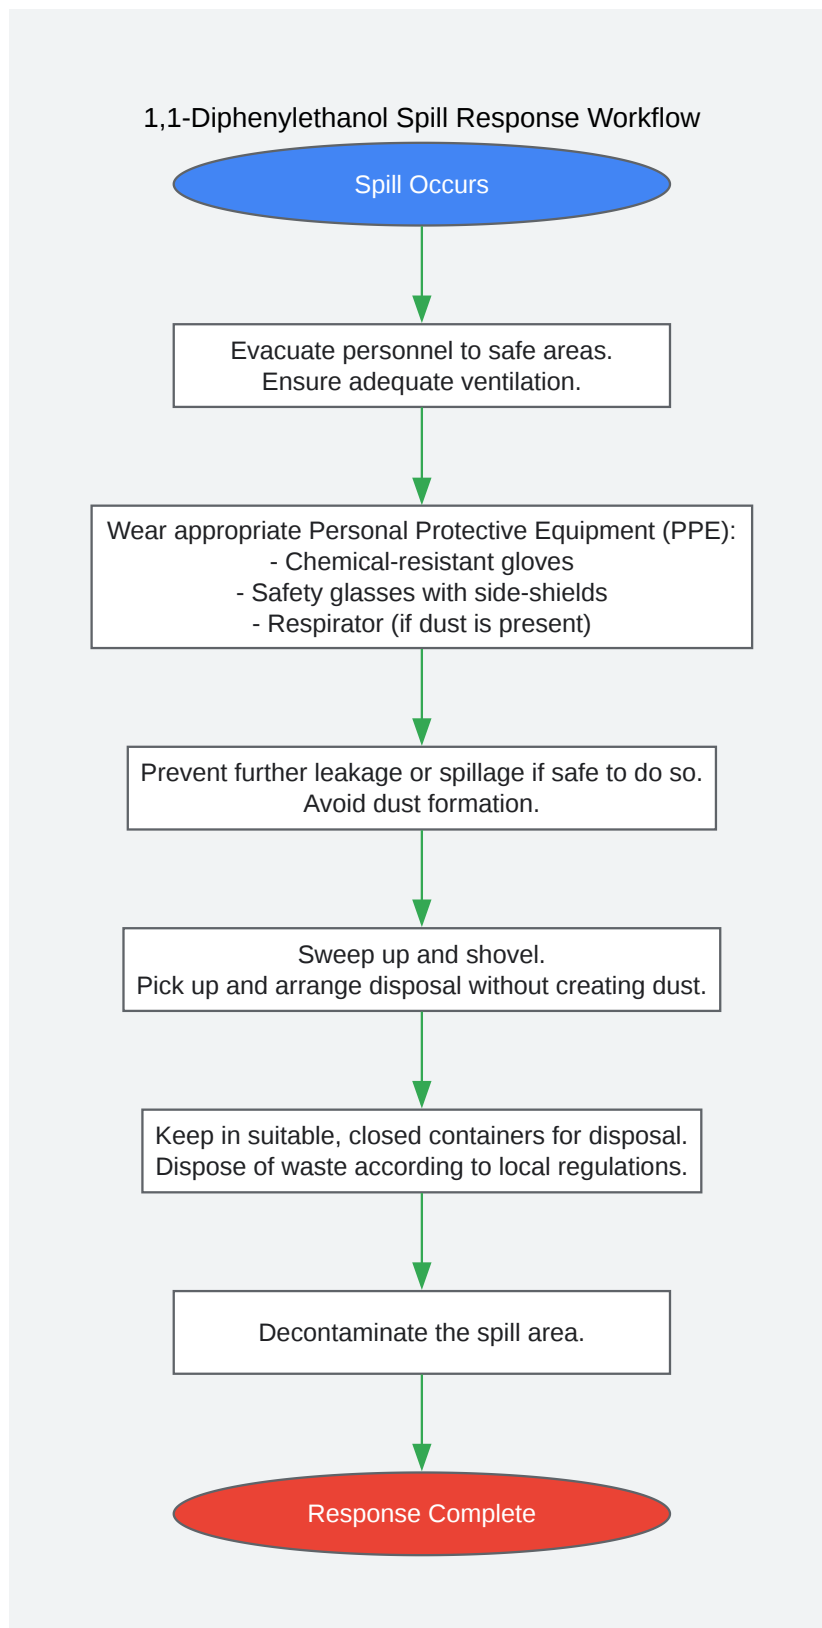 1,1-Diphenylethanol Spill Response Workflow
Spill Occurs
Evacuate personnel to safe areas.
Ensure adequate ventilation.
Wear appropriate Personal Protective Equipment (PPE):
- Chemical-resistant gloves
- Safety glasses with side-shields
- Respirator (if dust is present)
Prevent further leakage or spillage if safe to do so.
Avoid dust formation.
Sweep up and shovel.
Pick up and arrange disposal without creating dust.
Keep in suitable, closed containers for disposal.
Dispose of waste according to local regulations.
Decontaminate the spill area.
Response Complete